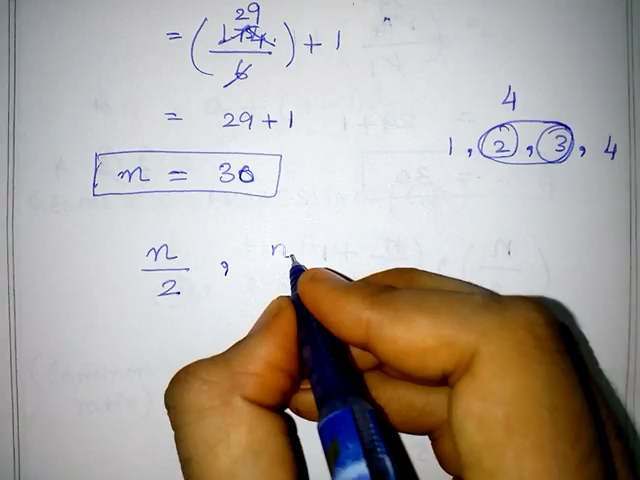 29
= (174/6) + 1
= 29 + 1
4
1, 2, 3, 4
n = 30
n/2 , n